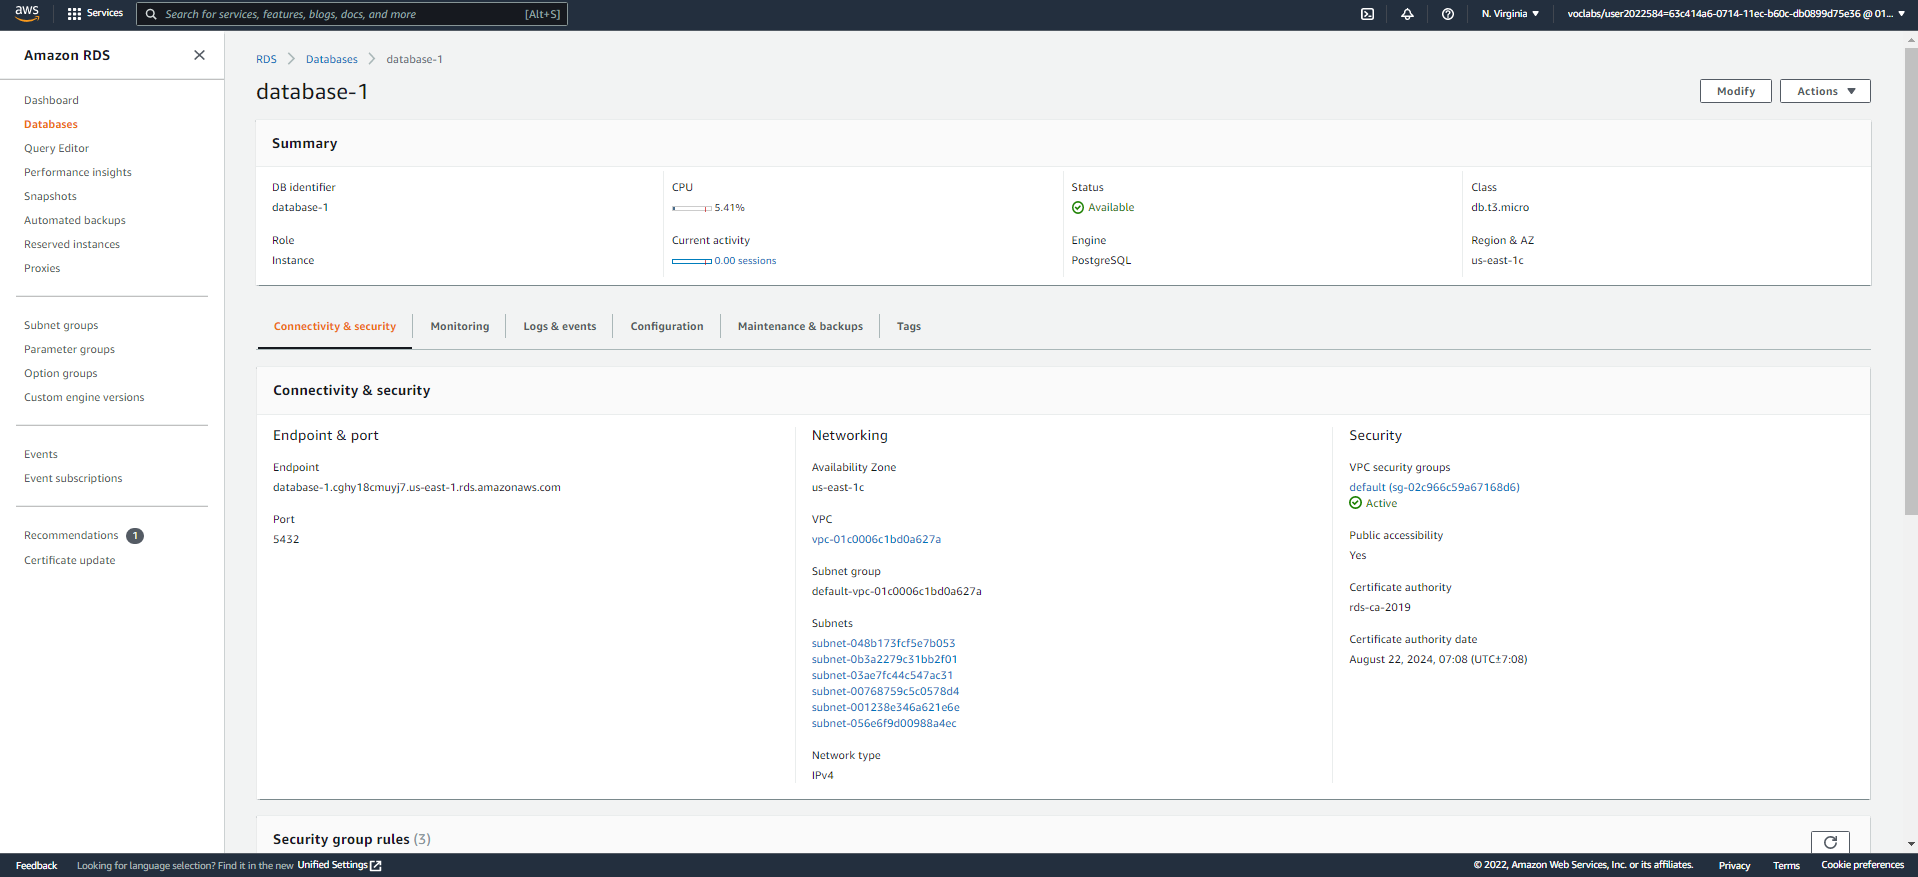 aws
Services
Search for services, features, blogs, docs, and more
[Alt+S]
N. Virginia ▼
voclabs/user2022584=63c414a6-0714-11ec-b60c-db0899d75e36 @ 01... ▼
Amazon RDS
Dashboard
Databases
Query Editor
Performance insights
Snapshots
Automated backups
Reserved instances
Proxies
Subnet groups
Parameter groups
Option groups
Custom engine versions
Events
Event subscriptions
Recommendations 1
Certificate update
RDS > Databases > database-1
database-1
Modify
Actions ▼
Summary
DB identifier
database-1
Role
Instance
CPU
5.41%
Current activity
0.00 sessions
Status
Available
Engine
PostgreSQL
Class
db.t3.micro
Region & AZ
us-east-1c
Connectivity & security
Monitoring
Logs & events
Configuration
Maintenance & backups
Tags
Connectivity & security
Endpoint & port
Endpoint
database-1.cghy18cmuyj7.us-east-1.rds.amazonaws.com
Port
5432
Networking
Availability Zone
us-east-1c
VPC
vpc-01c0006c1bd0a627a
Subnet group
default-vpc-01c0006c1bd0a627a
Subnets
subnet-048b173fcf5e7b053
subnet-0b3a2279c31bb2f01
subnet-03ae7fc44c547ac31
subnet-00768759c5c0578d4
subnet-001238e346a621e6e
subnet-056e6f9d00988a4ec
Network type
IPv4
Security
VPC security groups
default (sg-02c966c59a67168d6)
Active
Public accessibility
Yes
Certificate authority
rds-ca-2019
Certificate authority date
August 22, 2024, 07:08 (UTC±7:08)
Security group rules (3)
Feedback
Looking for language selection? Find it in the new Unified Settings
© 2022, Amazon Web Services, Inc. or its affiliates.
Privacy
Terms
Cookie preferences